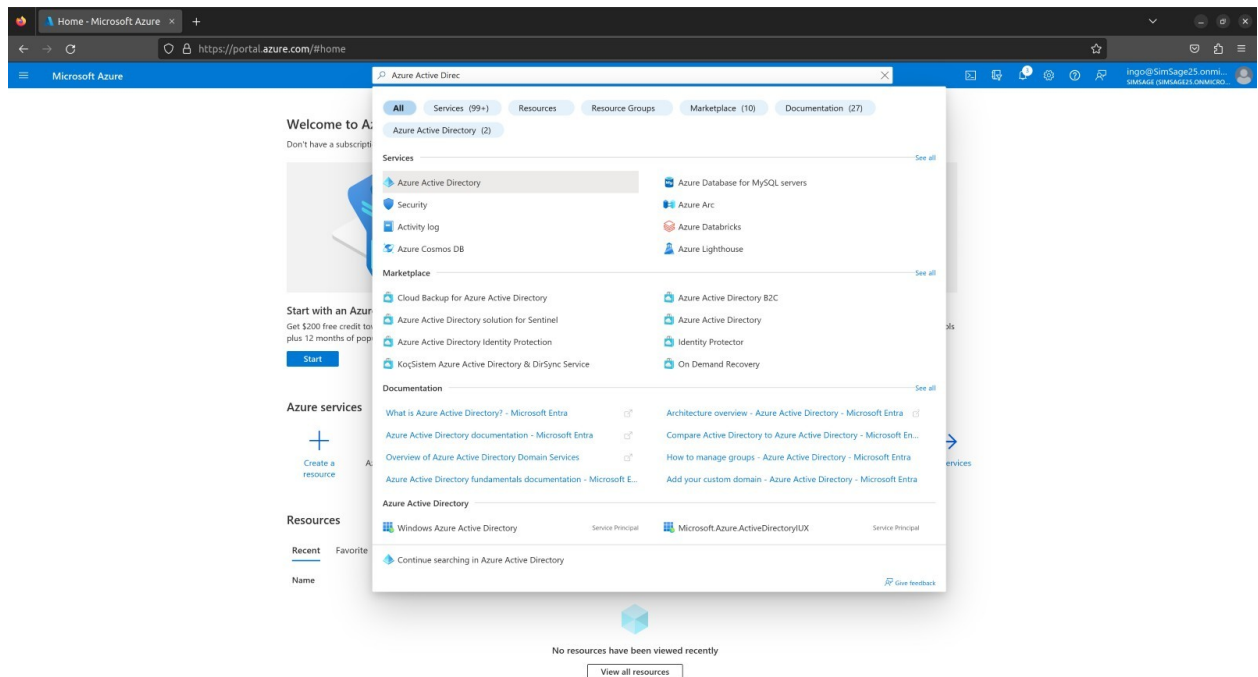 Home - Microsoft Azure
https://portal.azure.com/#home
Microsoft Azure
Azure Active Direc
ingo@SimSage25.onmi...
SIMSAGE (SIMSAGE25.ONMICRO...
All Services (99+) Resources Resource Groups Marketplace (10) Documentation (27)
Azure Active Directory (2)
Welcome to Az
Don't have a subscripti
Services See all
Azure Active Directory Azure Database for MySQL servers
Security Azure Arc
Activity log Azure Databricks
Azure Cosmos DB Azure Lighthouse
Marketplace See all
Cloud Backup for Azure Active Directory Azure Active Directory B2C
Azure Active Directory solution for Sentinel Azure Active Directory
Azure Active Directory Identity Protection Identity Protector
KoçSistem Azure Active Directory & DirSync Service On Demand Recovery
Start with an Azur
Get $200 free credit to
plus 12 months of pop
ols
Start
Documentation See all
What is Azure Active Directory? - Microsoft Entra Architecture overview - Azure Active Directory - Microsoft Entra
Azure Active Directory documentation - Microsoft Entra Compare Active Directory to Azure Active Directory - Microsoft En...
Overview of Azure Active Directory Domain Services How to manage groups - Azure Active Directory - Microsoft Entra
Azure Active Directory fundamentals documentation - Microsoft E... Add your custom domain - Azure Active Directory - Microsoft Entra
Azure services
Create a
resource
A
ervices
Azure Active Directory
Windows Azure Active Directory Service Principal Microsoft.Azure.ActiveDirectoryIUX Service Principal
Continue searching in Azure Active Directory
Give feedback
Resources
Recent Favorite
Name
No resources have been viewed recently
View all resources